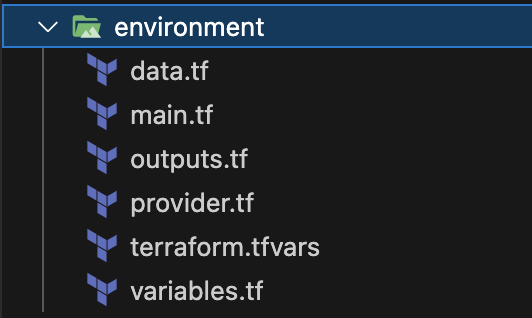 environment
data.tf
main.tf
outputs.tf
provider.tf
terraform.tfvars
variables.tf